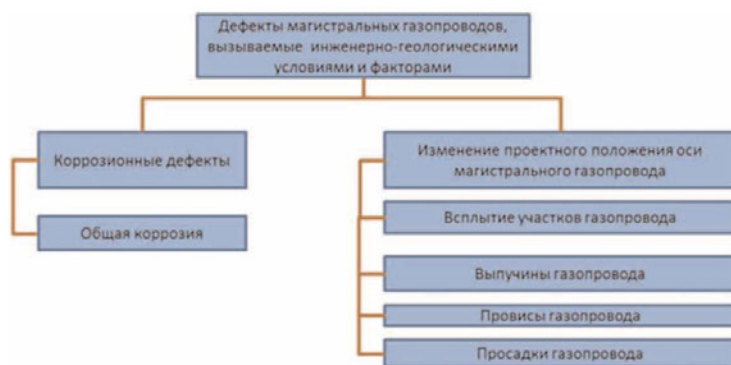 Дефекты магистральных газопроводов,
вызываемые инженерно-геологическими
условиями и факторами
Коррозионные дефекты
Общая коррозия
Изменение проектного положения оси
магистрального газопровода
Всплытие участков газопровода
Выпучины газопровода
Провисы газопровода
Просадки газопровода